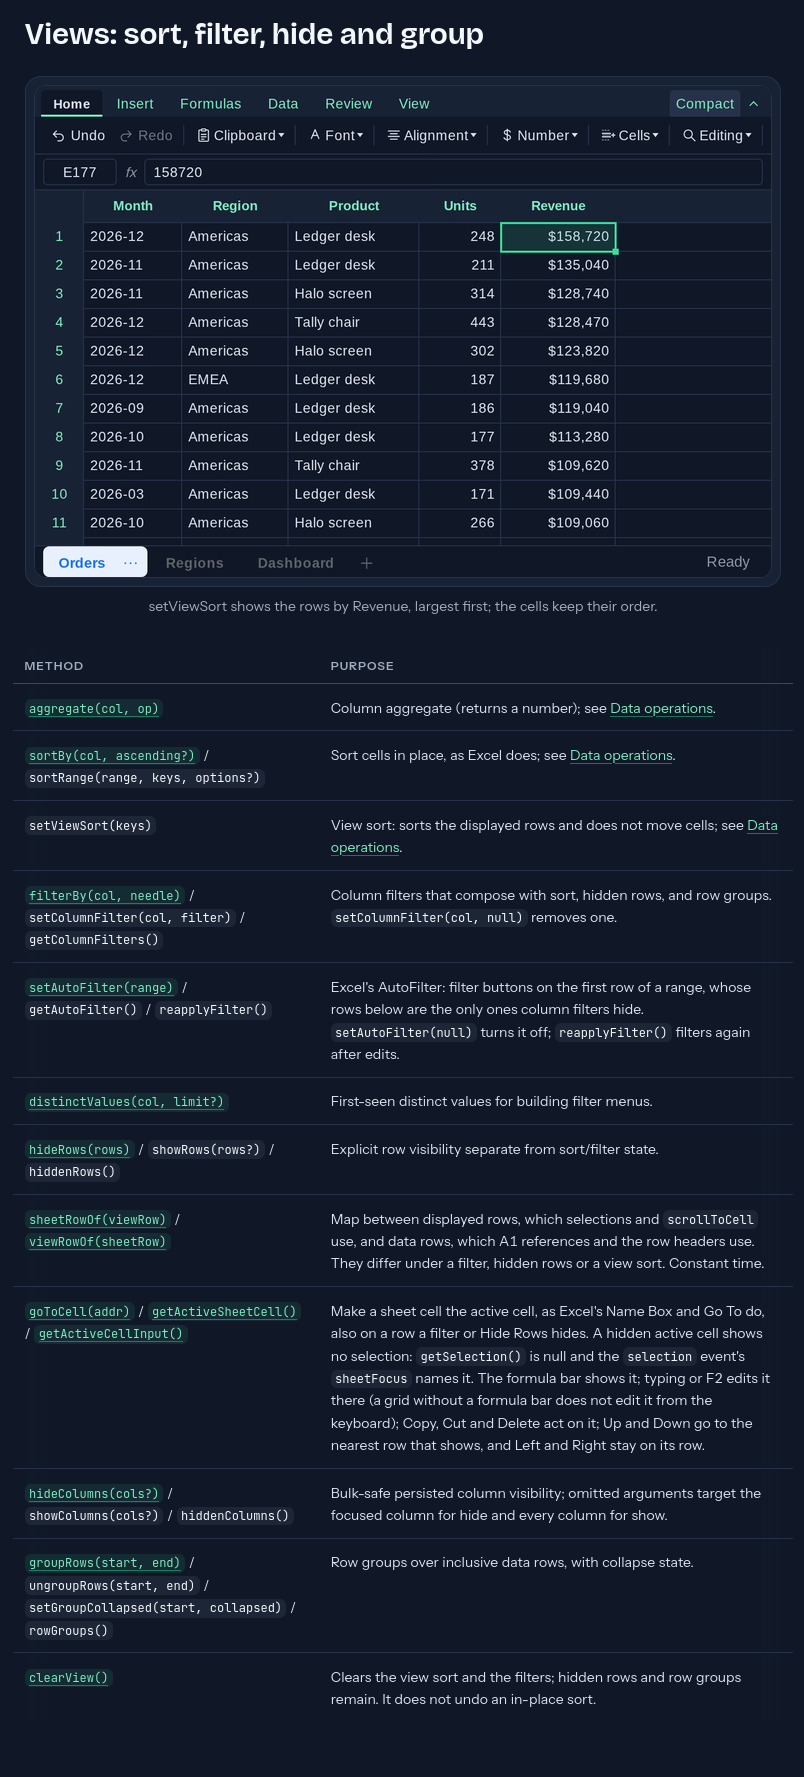 Views: sort, filter, hide and group
Home Insert Formulas Data Review View Compact
Undo Redo Clipboard Font Alignment Number Cells Editing
E177 fx 158720
Month Region Product Units Revenue
1 2026-12 Americas Ledger desk 248 $158,720
2 2026-11 Americas Ledger desk 211 $135,040
3 2026-11 Americas Halo screen 314 $128,740
4 2026-12 Americas Tally chair 443 $128,470
5 2026-12 Americas Halo screen 302 $123,820
6 2026-12 EMEA Ledger desk 187 $119,680
7 2026-09 Americas Ledger desk 186 $119,040
8 2026-10 Americas Ledger desk 177 $113,280
9 2026-11 Americas Tally chair 378 $109,620
10 2026-03 Americas Ledger desk 171 $109,440
11 2026-10 Americas Halo screen 266 $109,060
Orders ··· Regions Dashboard + Ready
setViewSort shows the rows by Revenue, largest first; the cells keep their order.
METHOD PURPOSE
aggregate(col, op)
Column aggregate (returns a number); see Data operations.
sortBy(col, ascending?) /
sortRange(range, keys, options?)
Sort cells in place, as Excel does; see Data operations.
setViewSort(keys)
View sort: sorts the displayed rows and does not move cells; see Data
operations.
filterBy(col, needle) /
setColumnFilter(col, filter) /
getColumnFilters()
Column filters that compose with sort, hidden rows, and row groups.
setColumnFilter(col, null) removes one.
setAutoFilter(range) /
getAutoFilter() / reapplyFilter()
Excel's AutoFilter: filter buttons on the first row of a range, whose
rows below are the only ones column filters hide.
setAutoFilter(null) turns it off; reapplyFilter() filters again
after edits.
distinctValues(col, limit?)
First-seen distinct values for building filter menus.
hideRows(rows) / showRows(rows?) /
hiddenRows()
Explicit row visibility separate from sort/filter state.
sheetRowOf(viewRow) /
viewRowOf(sheetRow)
Map between displayed rows, which selections and scrollToCell
use, and data rows, which A1 references and the row headers use.
They differ under a filter, hidden rows or a view sort. Constant time.
goToCell(addr) / getActiveSheetCell()
/ getActiveCellInput()
Make a sheet cell the active cell, as Excel's Name Box and Go To do,
also on a row a filter or Hide Rows hides. A hidden active cell shows
no selection: getSelection() is null and the selection event's
sheetFocus names it. The formula bar shows it; typing or F2 edits it
there (a grid without a formula bar does not edit it from the
keyboard); Copy, Cut and Delete act on it; Up and Down go to the
nearest row that shows, and Left and Right stay on its row.
hideColumns(cols?) /
showColumns(cols?) / hiddenColumns()
Bulk-safe persisted column visibility; omitted arguments target the
focused column for hide and every column for show.
groupRows(start, end) /
ungroupRows(start, end) /
setGroupCollapsed(start, collapsed) /
rowGroups()
Row groups over inclusive data rows, with collapse state.
clearView()
Clears the view sort and the filters; hidden rows and row groups
remain. It does not undo an in-place sort.